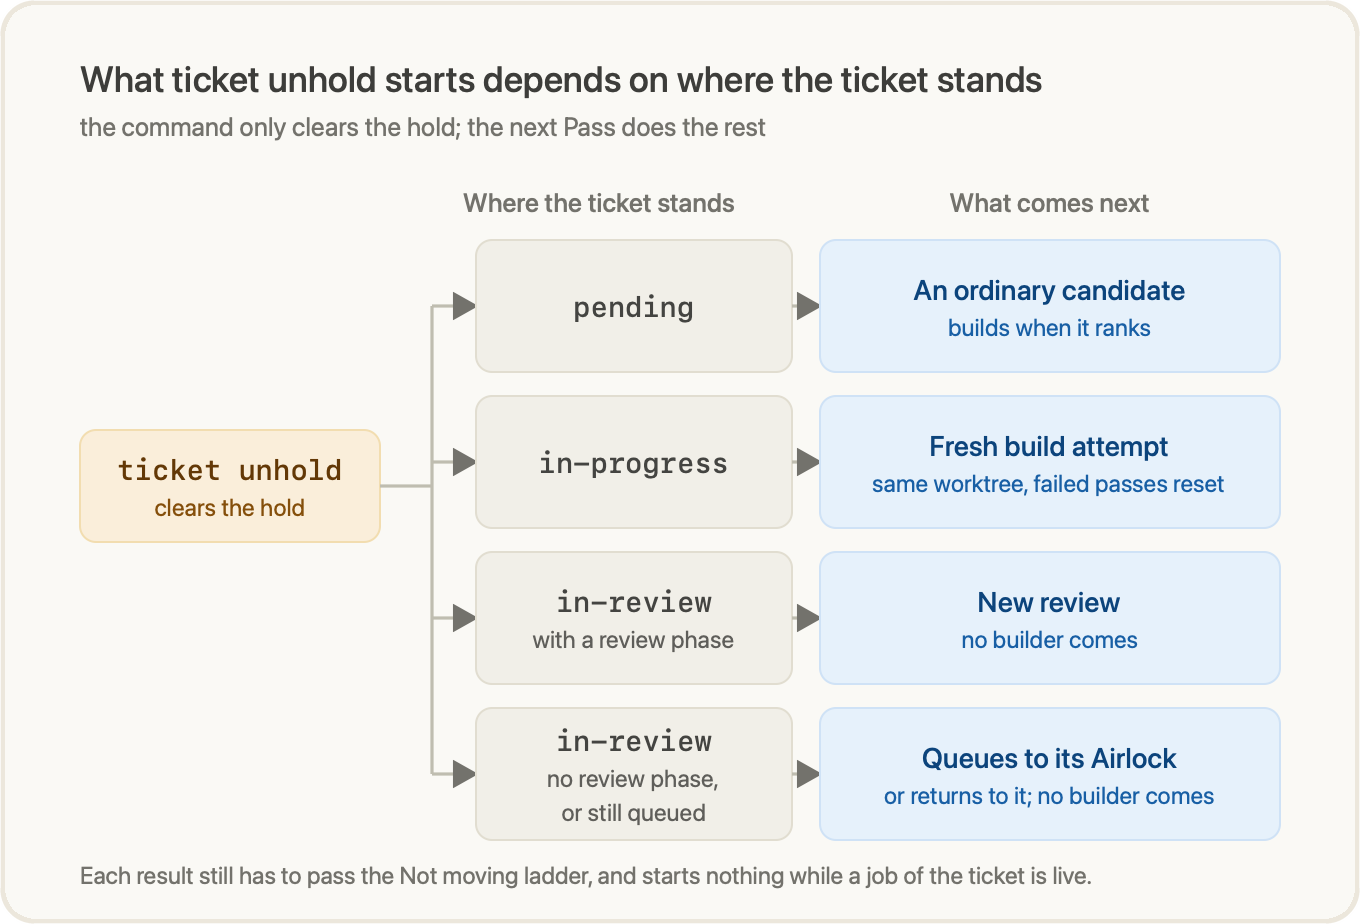 What ticket unhold starts depends on where the ticket stands
the command only clears the hold; the next Pass does the rest
Where the ticket stands
What comes next
ticket unhold
clears the hold
pending
An ordinary candidate
builds when it ranks
in-progress
Fresh build attempt
same worktree, failed passes reset
in-review
with a review phase
New review
no builder comes
in-review
no review phase,
or still queued
Queues to its Airlock
or returns to it; no builder comes
Each result still has to pass the Not moving ladder, and starts nothing while a job of the ticket is live.